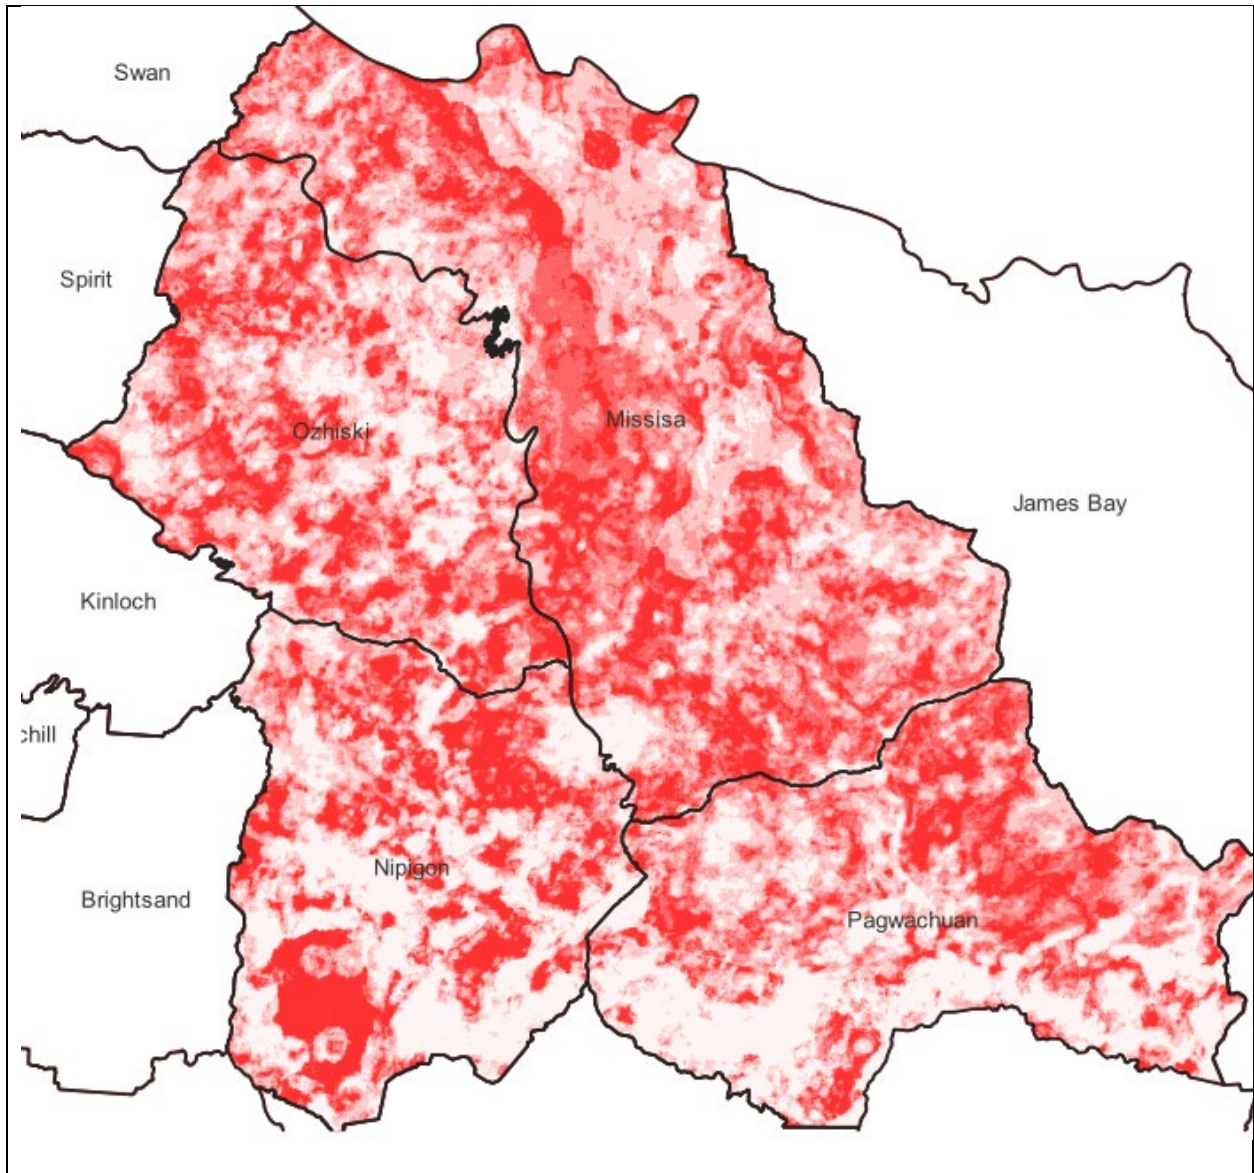 Swan
Spirit
Missisa
Ozhiski
James Bay
Kinloch
chill
Nipigon
Brightsand
Pagwachuan